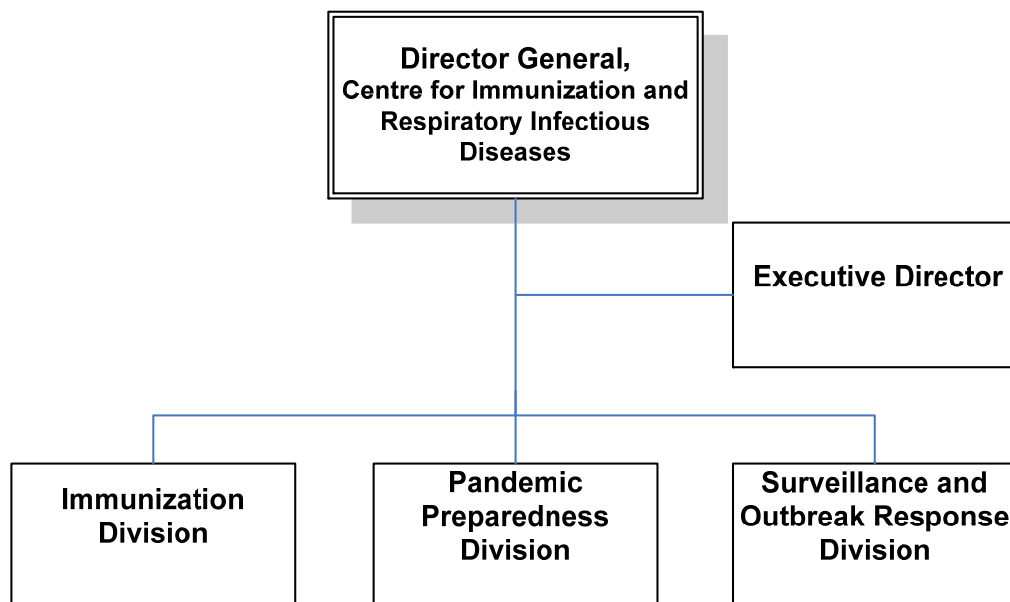 Director General,
Centre for Immunization and
Respiratory Infectious
Diseases
Executive Director
Immunization
Division
Pandemic
Preparedness
Division
Surveillance and
Outbreak Response
Division